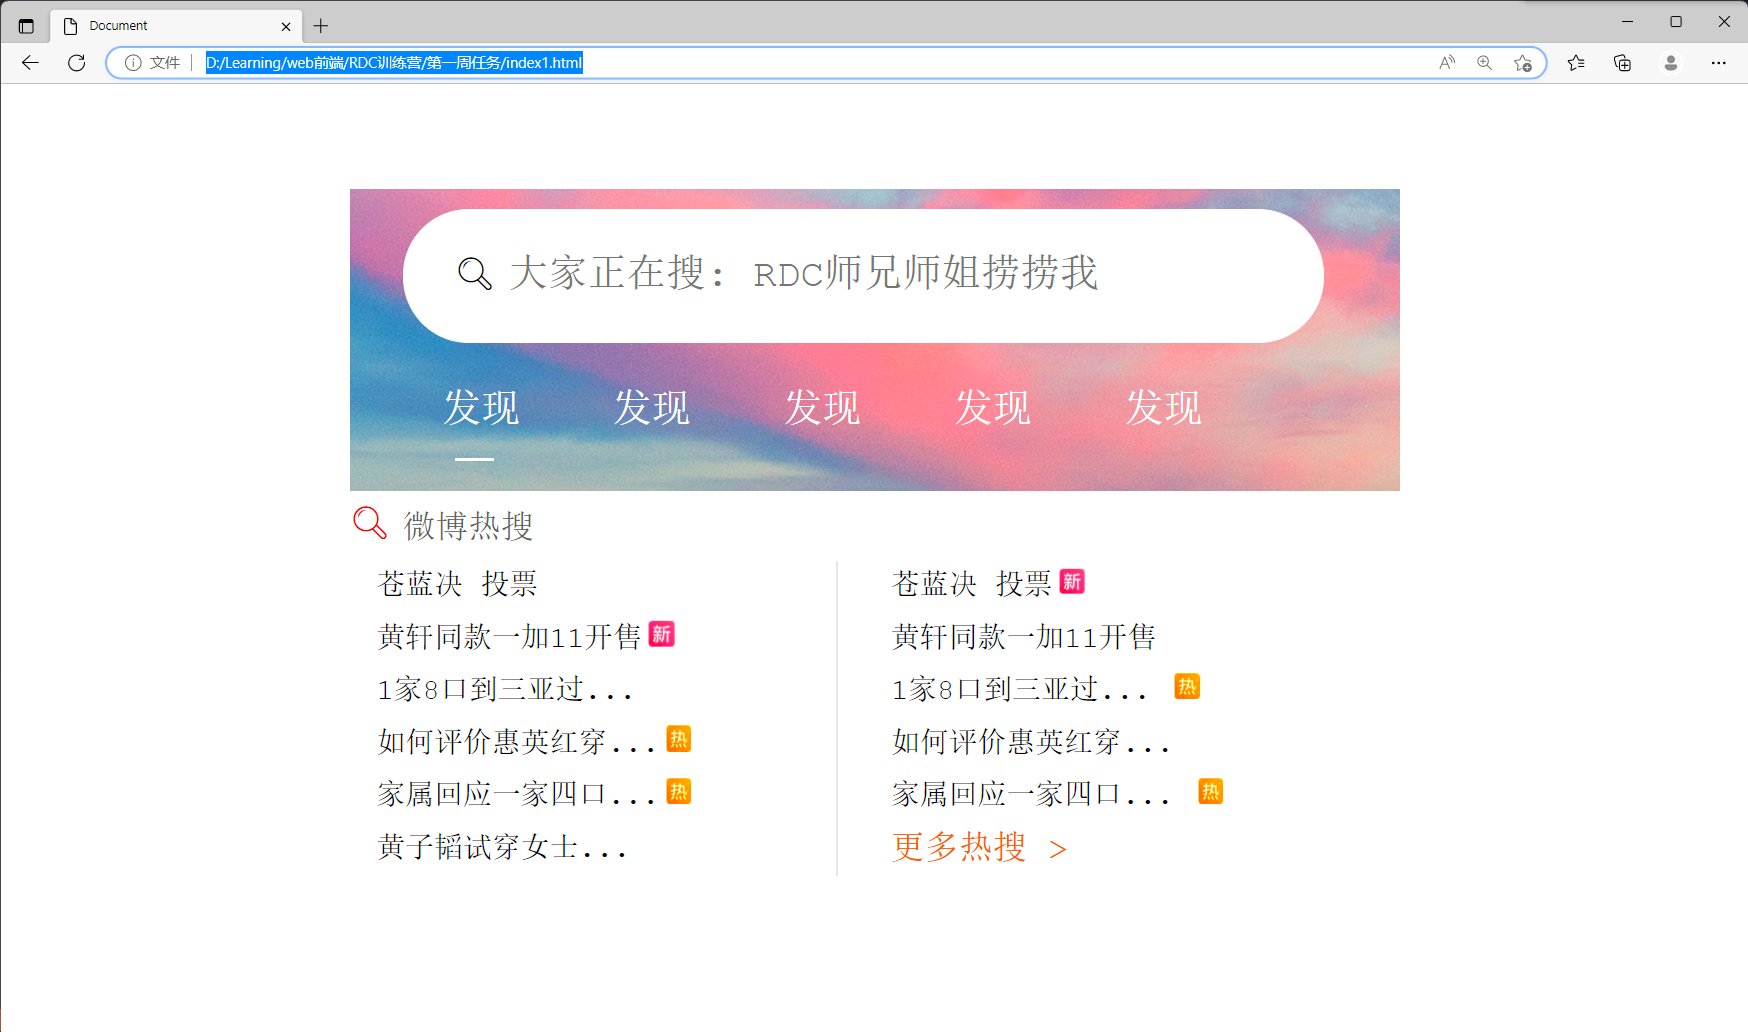 Document
文件
D:/Learning/web前端/RDC训练营/第一周任务/index1.html
大家正在搜：RDC师兄师姐捞捞我
发现 发现 发现 发现 发现
微博热搜
苍蓝决 投票
黄轩同款一加11开售 新
1家8口到三亚过...
如何评价惠英红穿... 热
家属回应一家四口... 热
黄子韬试穿女士...
苍蓝决 投票 新
黄轩同款一加11开售
1家8口到三亚过... 热
如何评价惠英红穿...
家属回应一家四口... 热
更多热搜 >